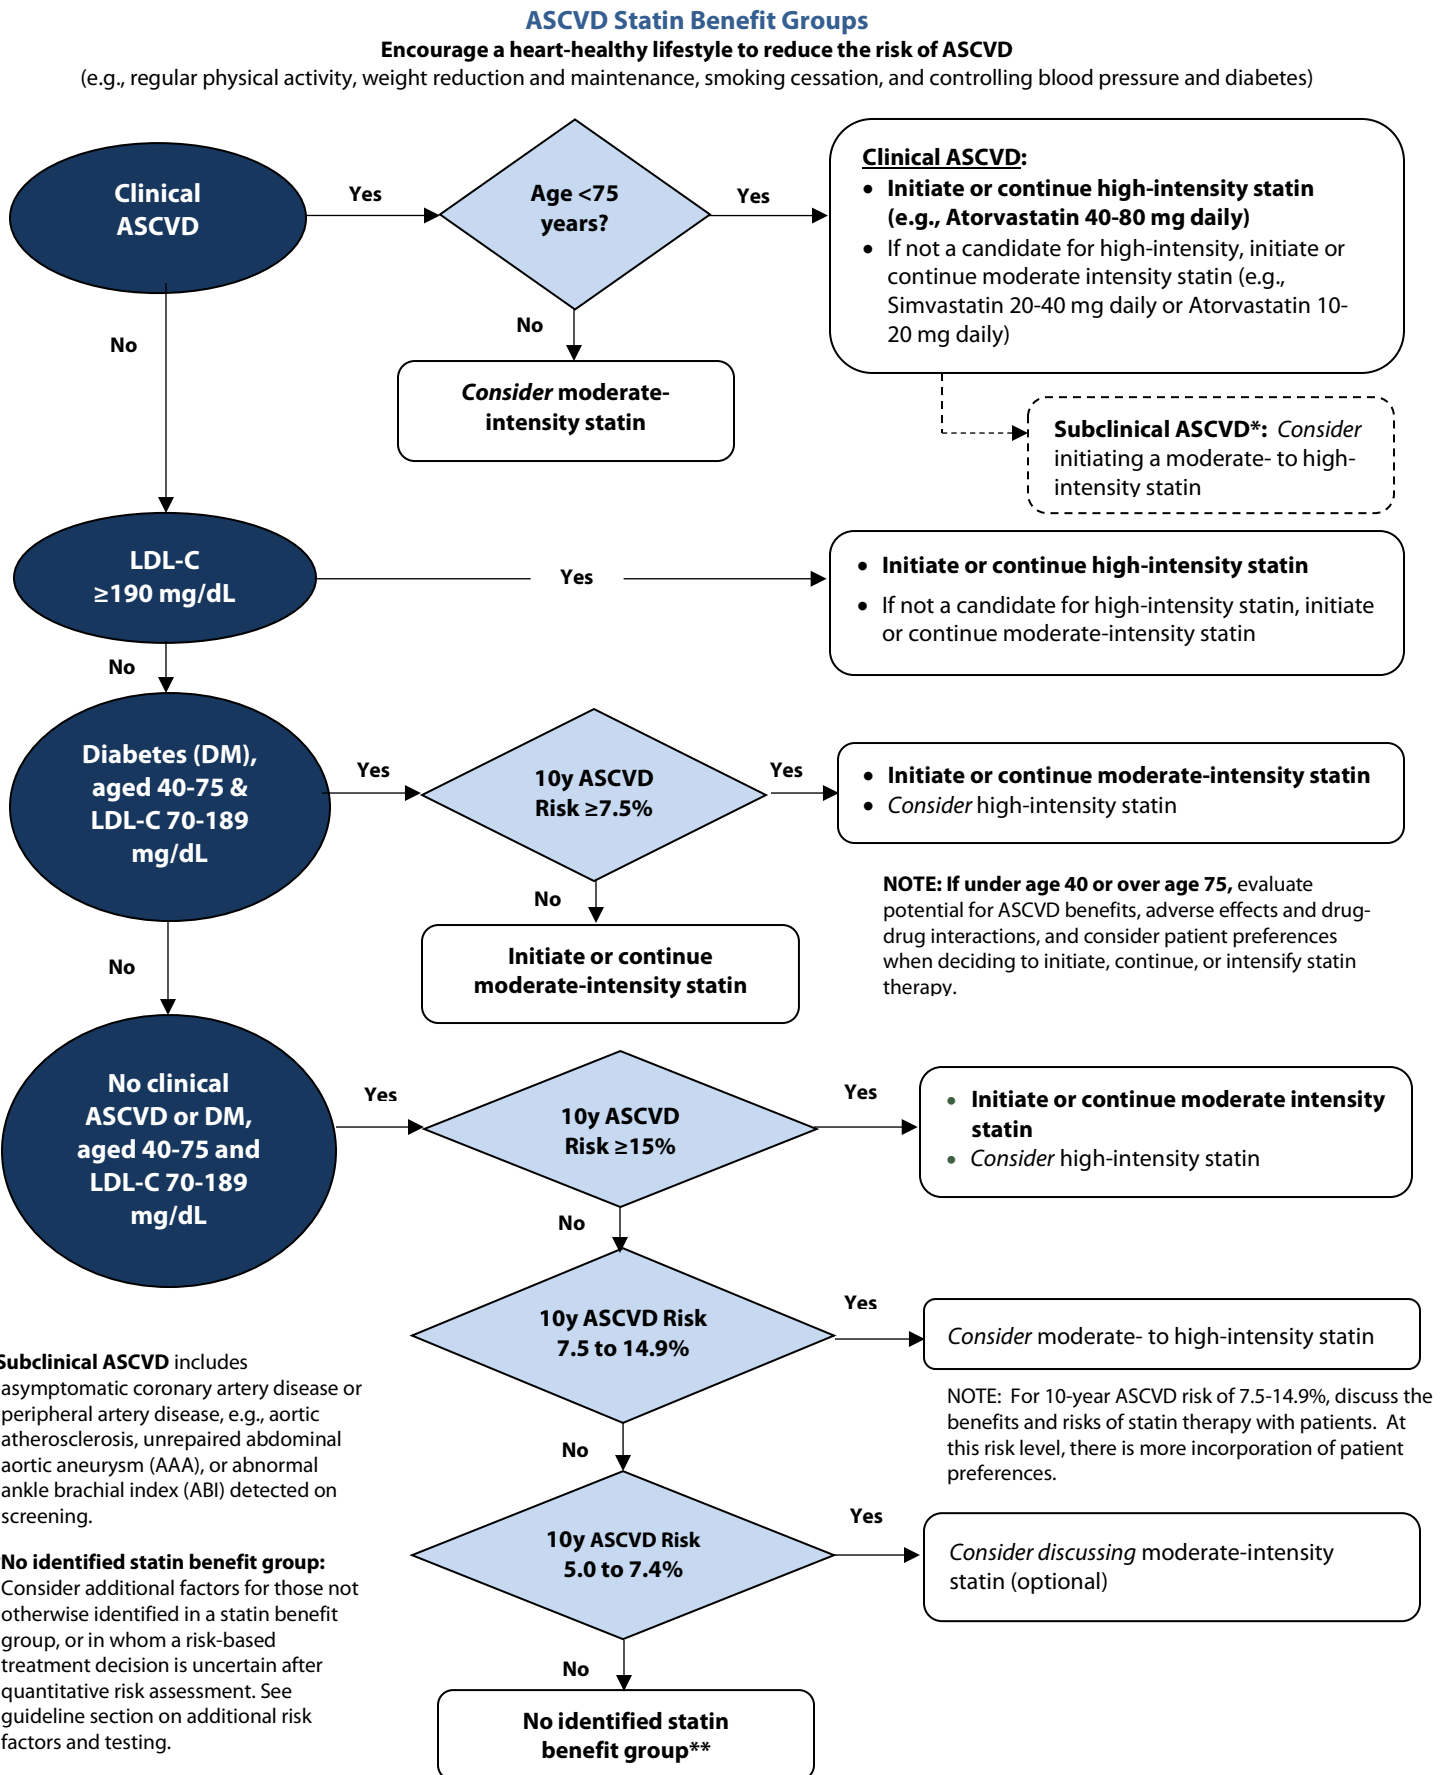 ASCVD Statin Benefit Groups
Encourage a heart-healthy lifestyle to reduce the risk of ASCVD
(e.g., regular physical activity, weight reduction and maintenance, smoking cessation, and controlling blood pressure and diabetes)
Clinical
ASCVD
Yes
Age <75
years?
Yes
Clinical ASCVD:
• Initiate or continue high-intensity statin
(e.g., Atorvastatin 40-80 mg daily)
• If not a candidate for high-intensity, initiate or
continue moderate intensity statin (e.g.,
Simvastatin 20-40 mg daily or Atorvastatin 10-
20 mg daily)
No
No
Consider moderate-
intensity statin
Subclinical ASCVD*: Consider
initiating a moderate- to high-
intensity statin
LDL-C
≥190 mg/dL
Yes
• Initiate or continue high-intensity statin
• If not a candidate for high-intensity statin, initiate
or continue moderate-intensity statin
No
Diabetes (DM),
aged 40-75 &
LDL-C 70-189
mg/dL
Yes
10y ASCVD
Risk ≥7.5%
Yes
• Initiate or continue moderate-intensity statin
• Consider high-intensity statin
No
Initiate or continue
moderate-intensity statin
NOTE: If under age 40 or over age 75, evaluate
potential for ASCVD benefits, adverse effects and drug-
drug interactions, and consider patient preferences
when deciding to initiate, continue, or intensify statin
therapy.
No
No clinical
ASCVD or DM,
aged 40-75 and
LDL-C 70-189
mg/dL
Yes
10y ASCVD
Risk ≥15%
Yes
• Initiate or continue moderate intensity
statin
• Consider high-intensity statin
No
10y ASCVD Risk
7.5 to 14.9%
Yes
Consider moderate- to high-intensity statin
NOTE: For 10-year ASCVD risk of 7.5-14.9%, discuss the
benefits and risks of statin therapy with patients. At
this risk level, there is more incorporation of patient
preferences.
No
10y ASCVD Risk
5.0 to 7.4%
Yes
Consider discussing moderate-intensity
statin (optional)
No
No identified statin
benefit group**
Subclinical ASCVD includes
asymptomatic coronary artery disease or
peripheral artery disease, e.g., aortic
atherosclerosis, unrepaired abdominal
aortic aneurysm (AAA), or abnormal
ankle brachial index (ABI) detected on
screening.
No identified statin benefit group:
Consider additional factors for those not
otherwise identified in a statin benefit
group, or in whom a risk-based
treatment decision is uncertain after
quantitative risk assessment. See
guideline section on additional risk
factors and testing.